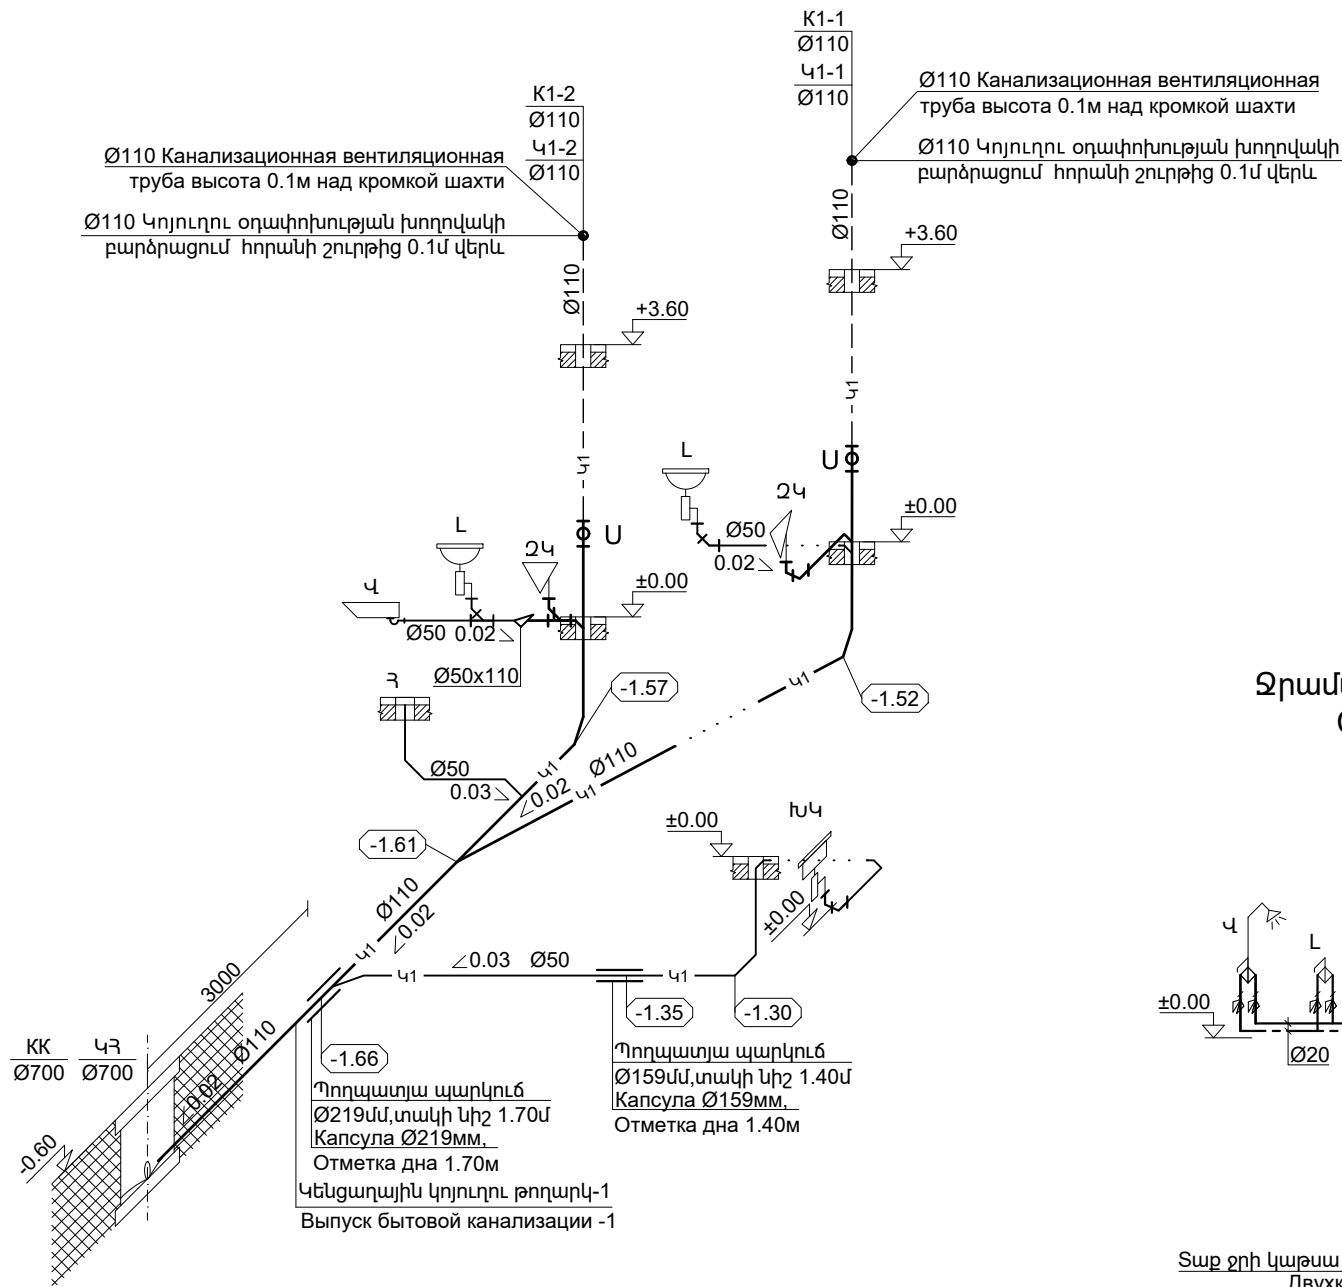 К1-1
Ø110
Կ1-1
Ø110
Ø110 Канализационная вентиляционная
труба высота 0.1м над кромкой шахти
Ø110 Կոյուղու օդափոխության խողովակի
բարձրացում հորանի շուրթից 0.1մ վերև
Ø110
+3.60
К1-2
Ø110
Կ1-2
Ø110
Ø110 Канализационная вентиляционная
труба высота 0.1м над кромкой шахти
Ø110 Կոյուղու օդափոխության խողովակի
բարձրացում հորանի շուրթից 0.1մ վերև
Ø110
+3.60
Կ1
Կ1
Ս
Լ
ԶԿ
Ø50
0.02
±0.00
Ս
Լ
ԶԿ
Վ
±0.00
Ø50 0.02
Ø50x110
Հ
-1.57
-1.52
Կ1
Կ1
Ø110
Ø50
0.03
0.02
Կ1
-1.61
±0.00
ԽԿ
±0.00
Ø110
0.02
Կ1
3000
Կ1
0.03 Ø50
Կ1
-1.35
-1.30
-1.66
КК
Ø700
ԿՀ
Ø700
Ø110
0.02
-0.60
Պողպատյա պարկուճ
Ø219մմ,տակի նիշ 1.70մ
Капсула Ø219мм,
Отметка дна 1.70м
Պողպատյա պարկուճ
Ø159մմ,տակի նիշ 1.40մ
Капсула Ø159мм,
Отметка дна 1.40м
Կենցաղային կոյուղու թողարկ-1
Выпуск бытовой канализации -1
Վ
Լ
±0.00
Ø20
Տաք ջրի կաթսա